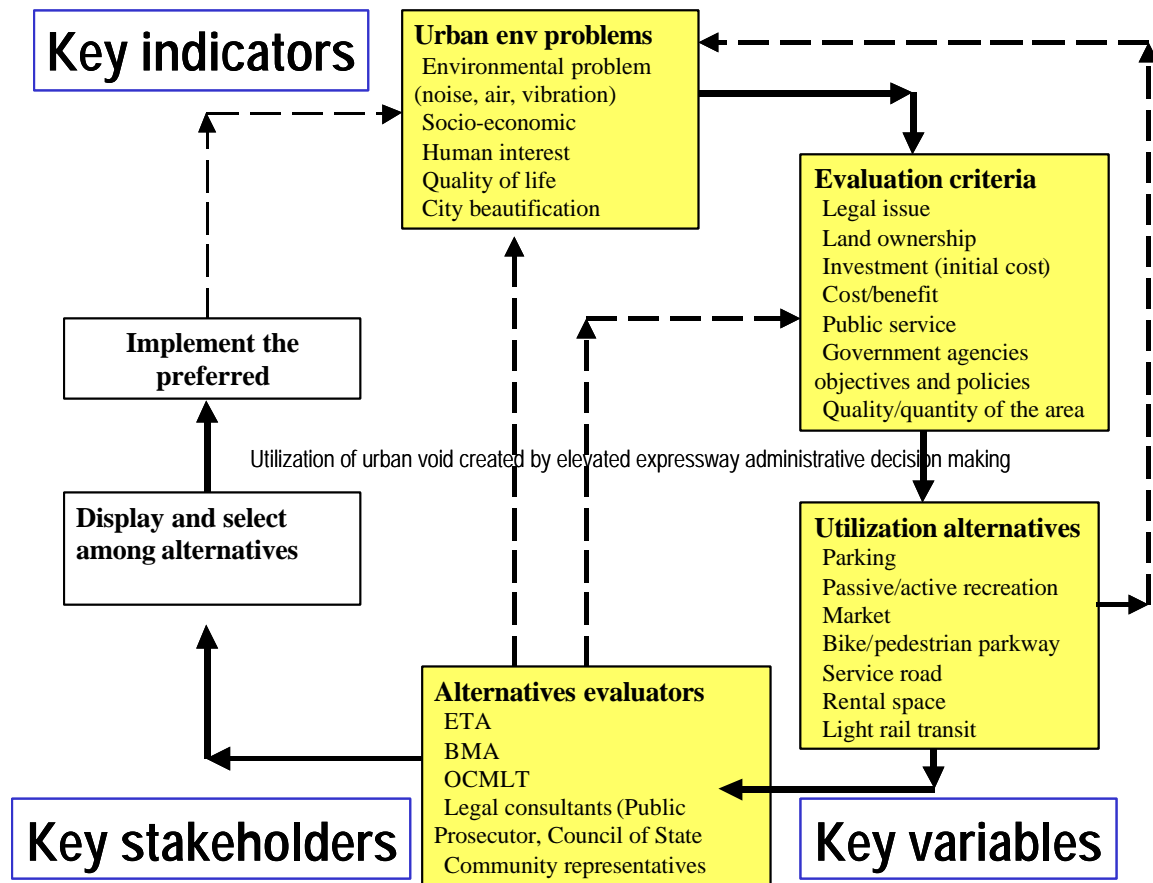 Key indicators
Urban env problems
Environmental problem
(noise, air, vibration)
Socio-economic
Human interest
Quality of life
City beautification
Evaluation criteria
Legal issue
Land ownership
Investment (initial cost)
Cost/benefit
Public service
Government agencies
objectives and policies
Quality/quantity of the area
Implement the
preferred
Utilization of urban void created by elevated expressway administrative decision making
Display and select
among alternatives
Utilization alternatives
Parking
Passive/active recreation
Market
Bike/pedestrian parkway
Service road
Rental space
Light rail transit
Alternatives evaluators
ETA
BMA
OCMLT
Legal consultants (Public
Prosecutor, Council of State
Community representatives
Key stakeholders
Key variables